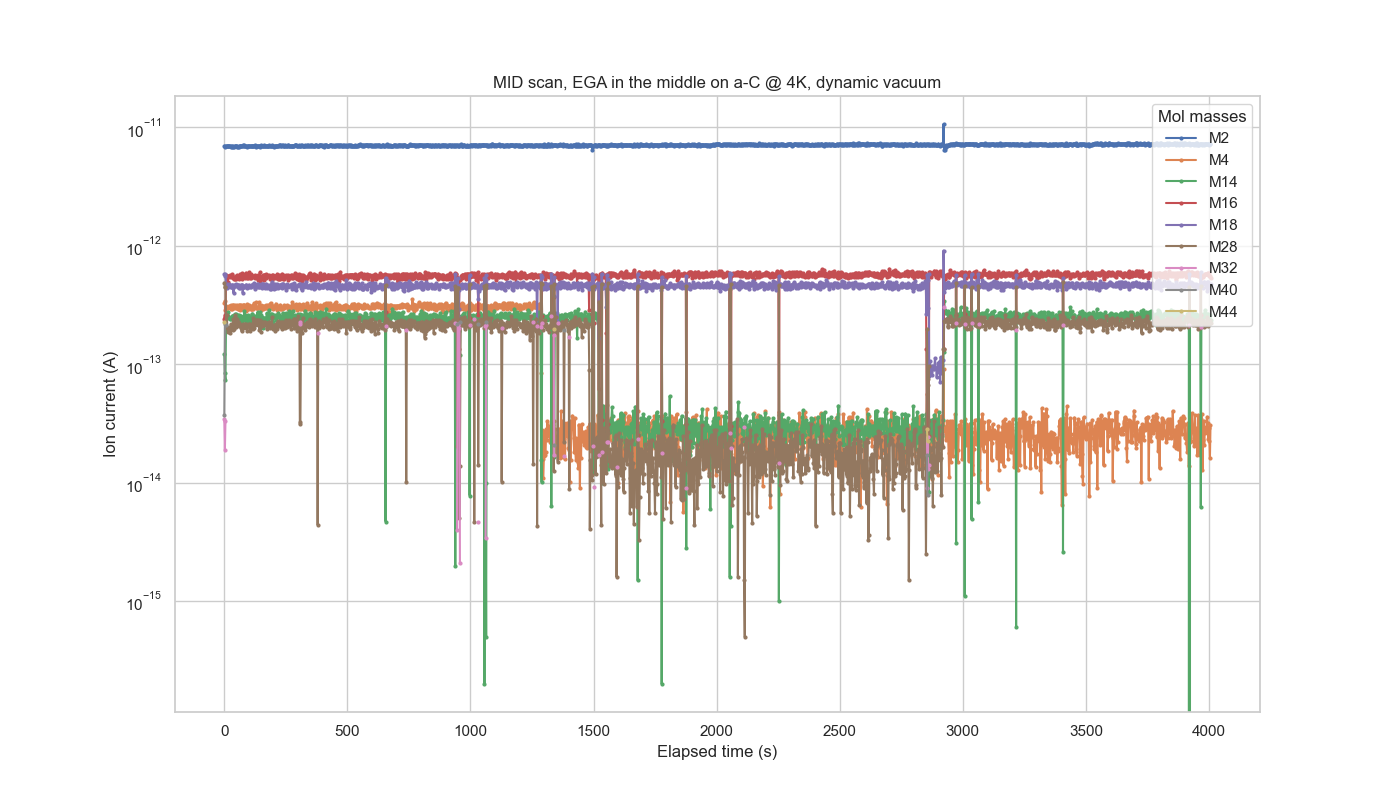 MID scan, EGA in the middle on a-C @ 4K, dynamic vacuum
Ion current (A)
10⁻¹¹
10⁻¹²
10⁻¹³
10⁻¹⁴
10⁻¹⁵
Mol masses
M2
M4
M14
M16
M18
M28
M32
M40
M44
0 500 1000 1500 2000 2500 3000 3500 4000
Elapsed time (s)